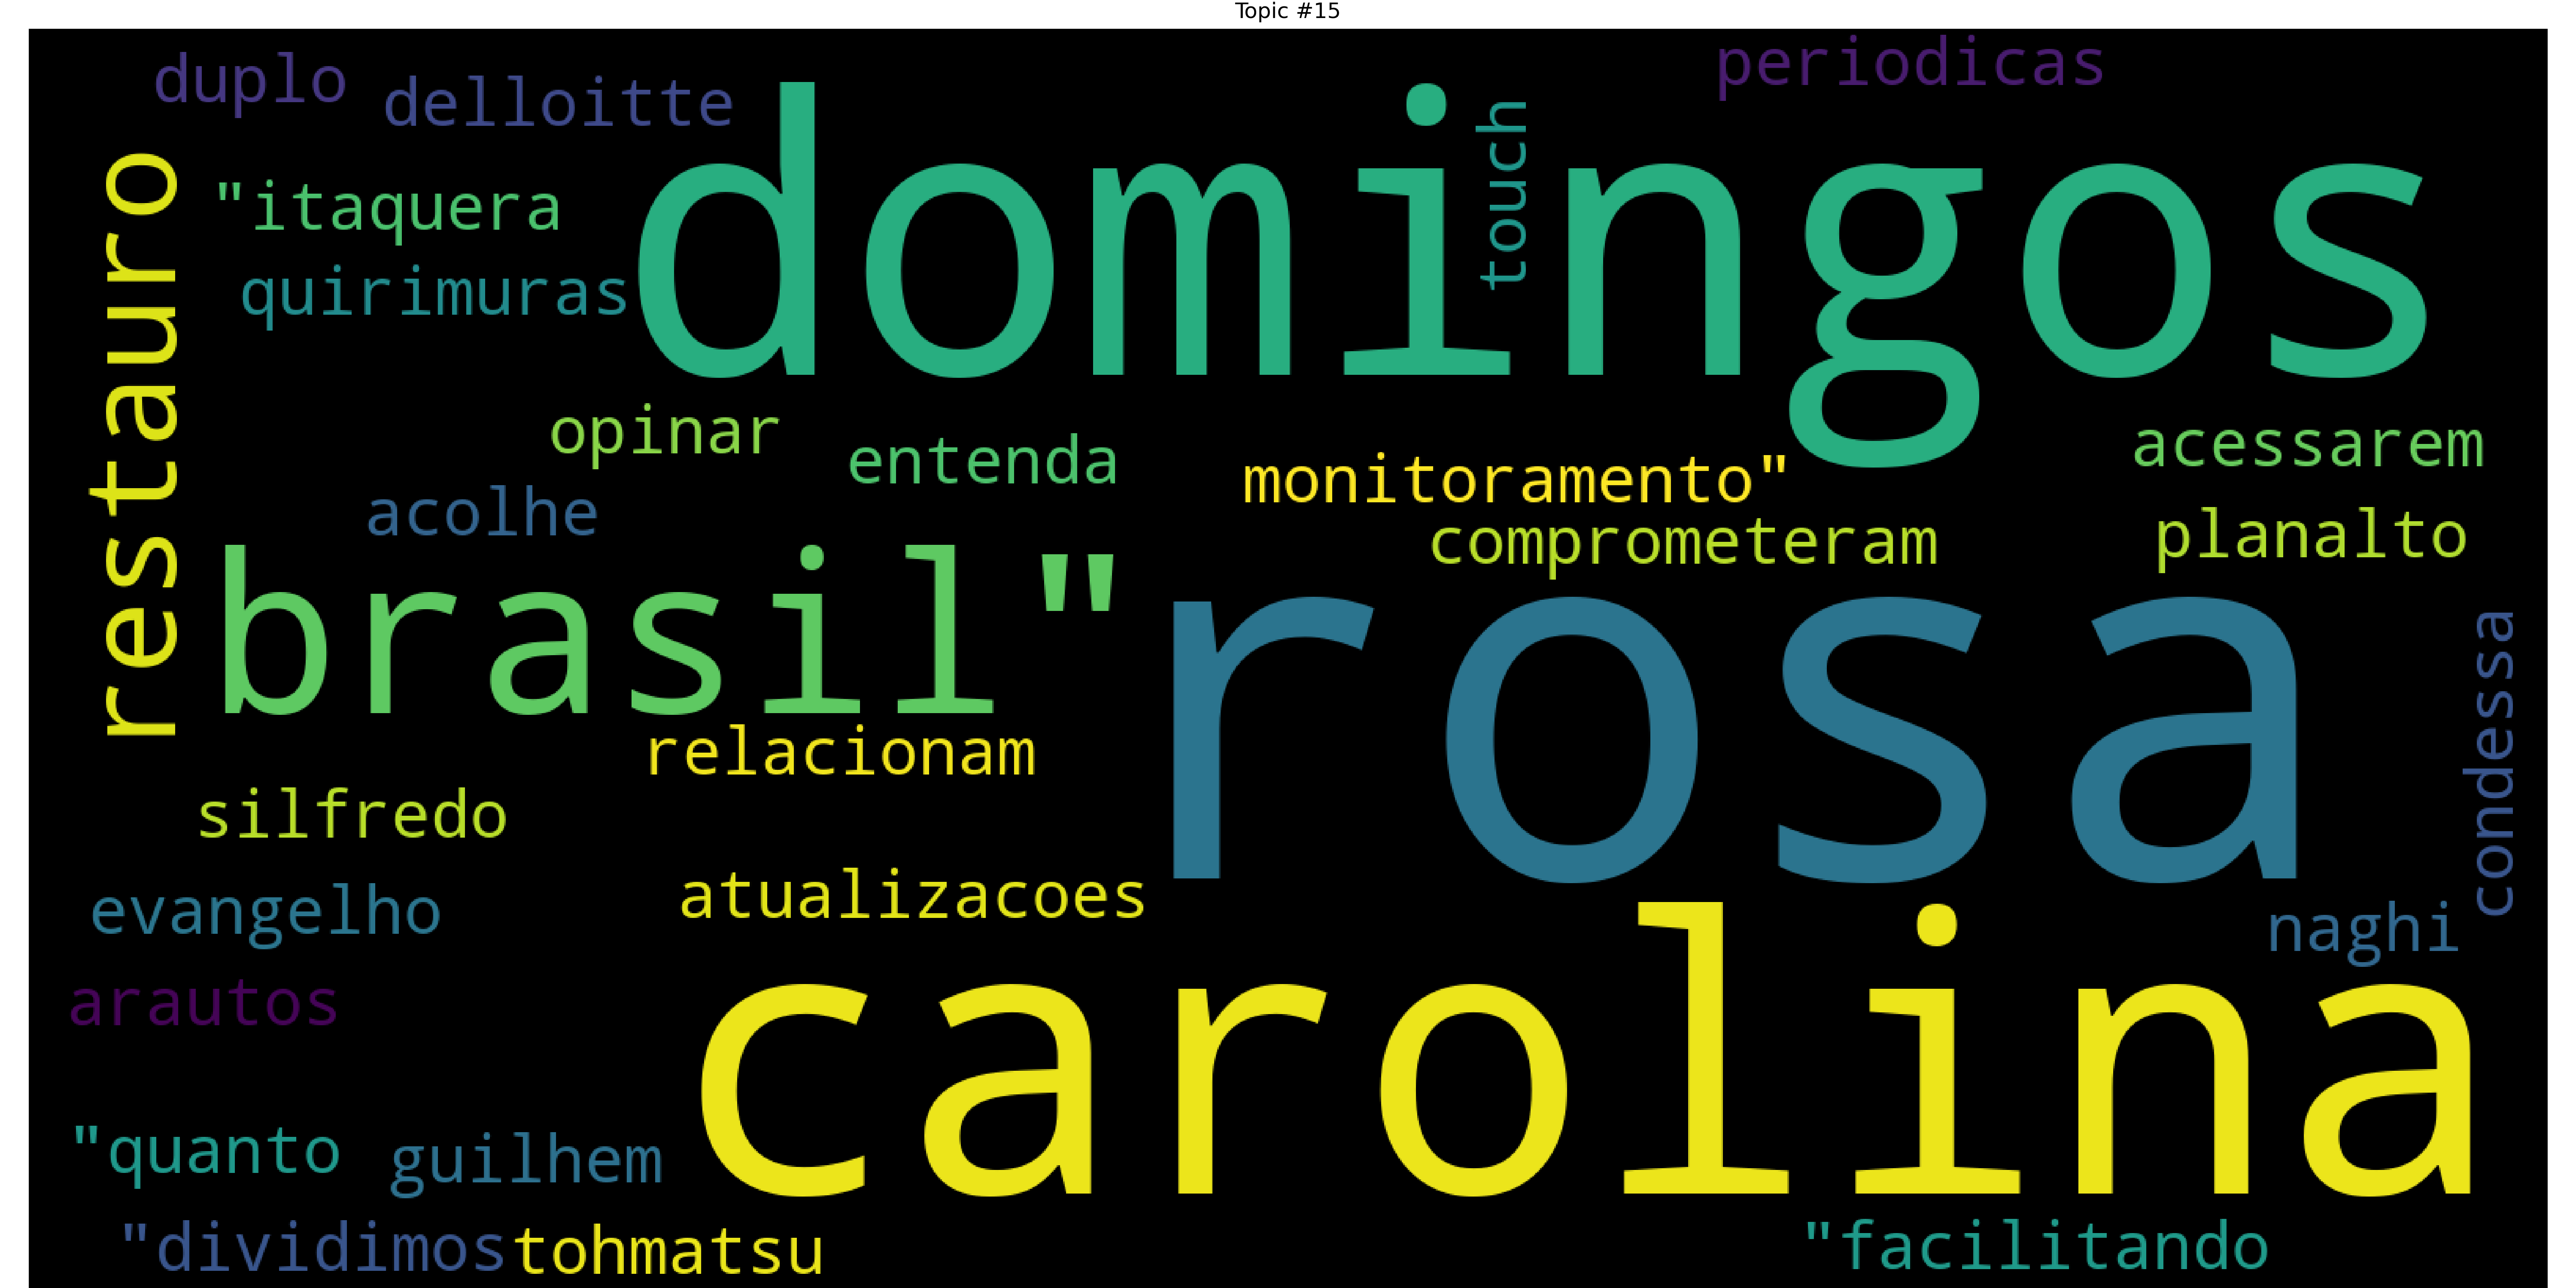 Topic #15
duplo
delloitte
periodicas
domingos
touch
"itaquera
quirimuras
restauro
opinar
entenda
monitoramento"
acessarem
acolhe
comprometeram
planalto
brasil"
rosa
condessa
relacionam
silfredo
atualizacoes
evangelho
naghi
arautos
carolina
"quanto
guilhem
"dividimos
tohmatsu
"facilitando